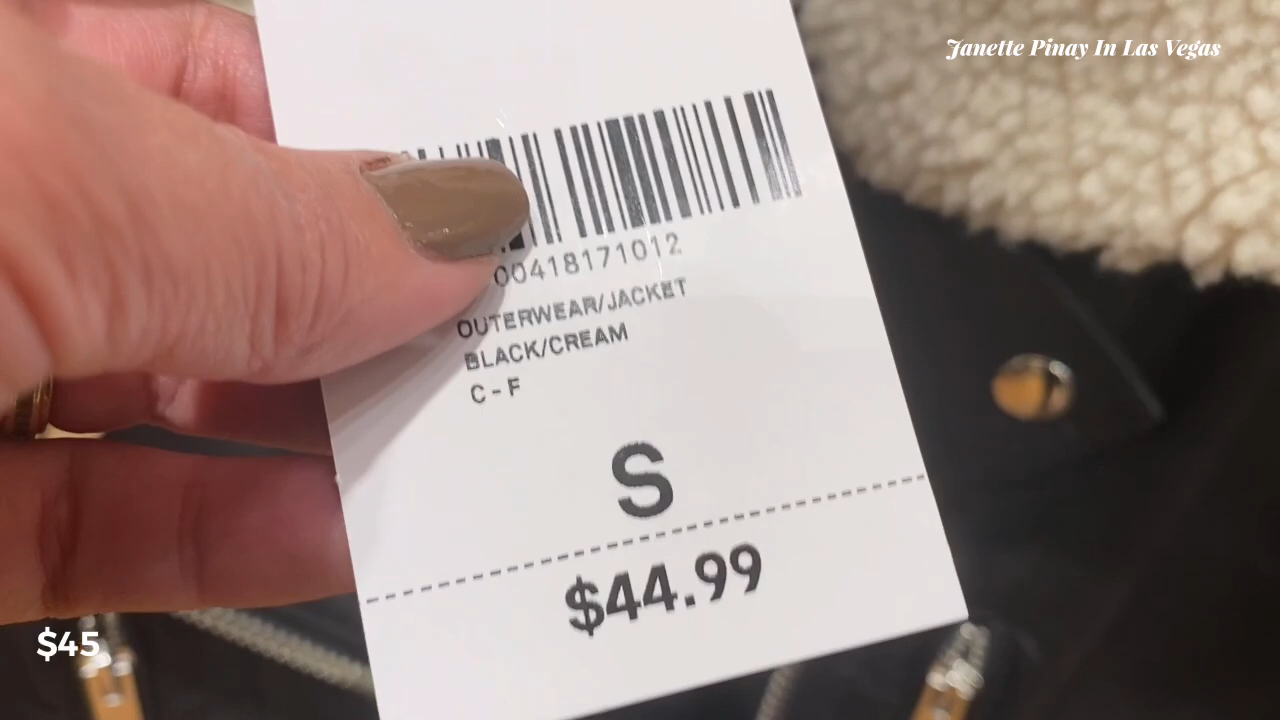 Janette Pinay In Las Vegas
00418171012
OUTERWEAR/JACKET
BLACK/CREAM
C - F
S
$44.99
$45